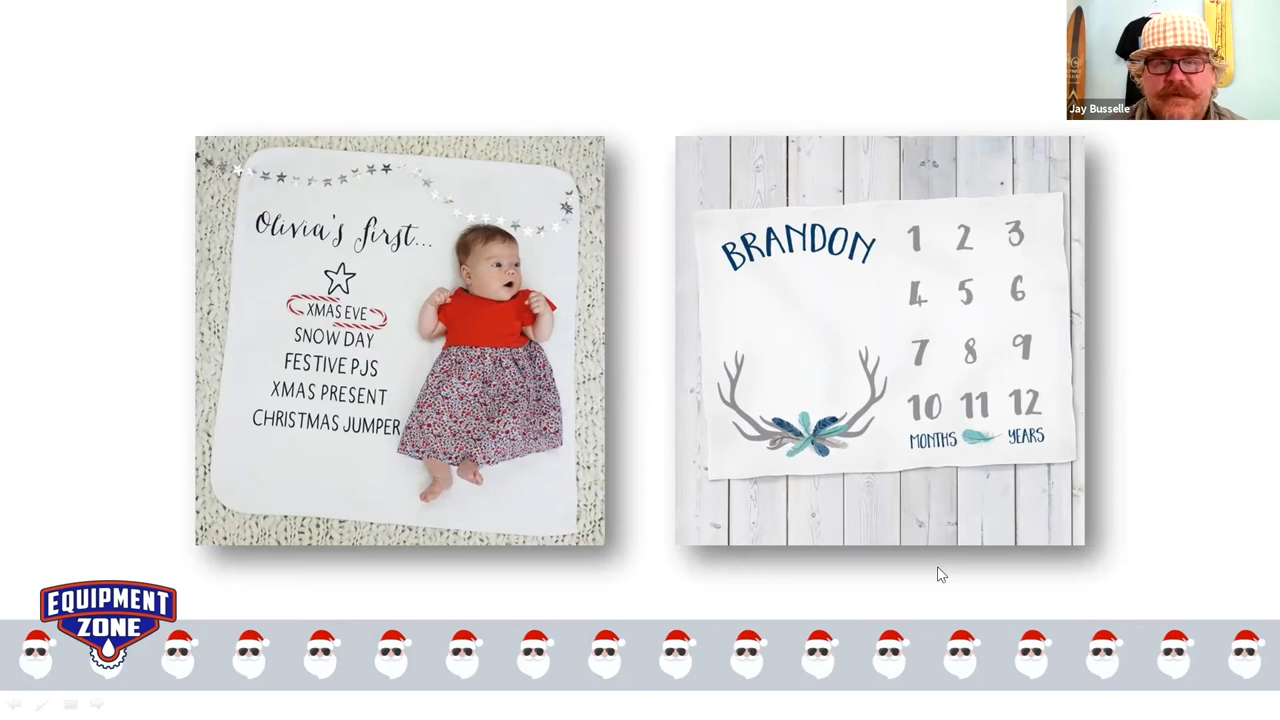 Jay Busselle
Olivia's first...
XMAS EVE
SNOW DAY
FESTIVE PJS
XMAS PRESENT
CHRISTMAS JUMPER
BRANDON
1 2 3
4 5 6
7 8 9
10 11 12
MONTHS YEARS
EQUIPMENT
ZONE